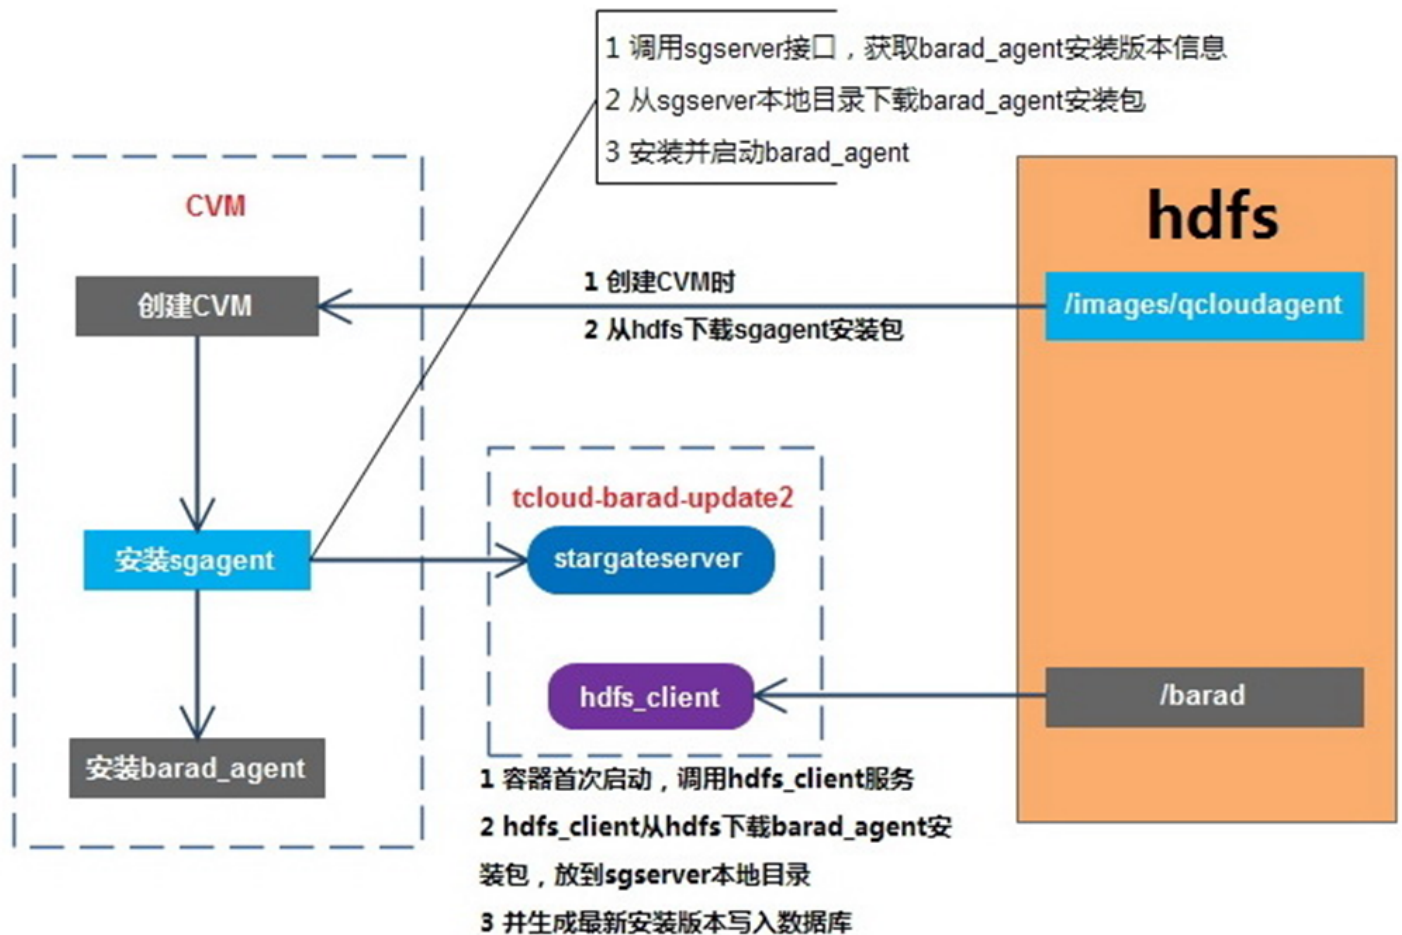 1 调用sgserver接口，获取barad_agent安装版本信息
2 从sgserver本地目录下载barad_agent安装包
3 安装并启动barad_agent
CVM
hdfs
创建CVM
1 创建CVM时
2 从hdfs下载sgagent安装包
/images/qcloudagent
tcloud-barad-update2
安装sgagent
stargateserver
hdfs_client
/barad
安装barad_agent
1 容器首次启动，调用hdfs_client服务
2 hdfs_client从hdfs下载barad_agent安
装包，放到sgserver本地目录
3 并生成最新安装版本写入数据库